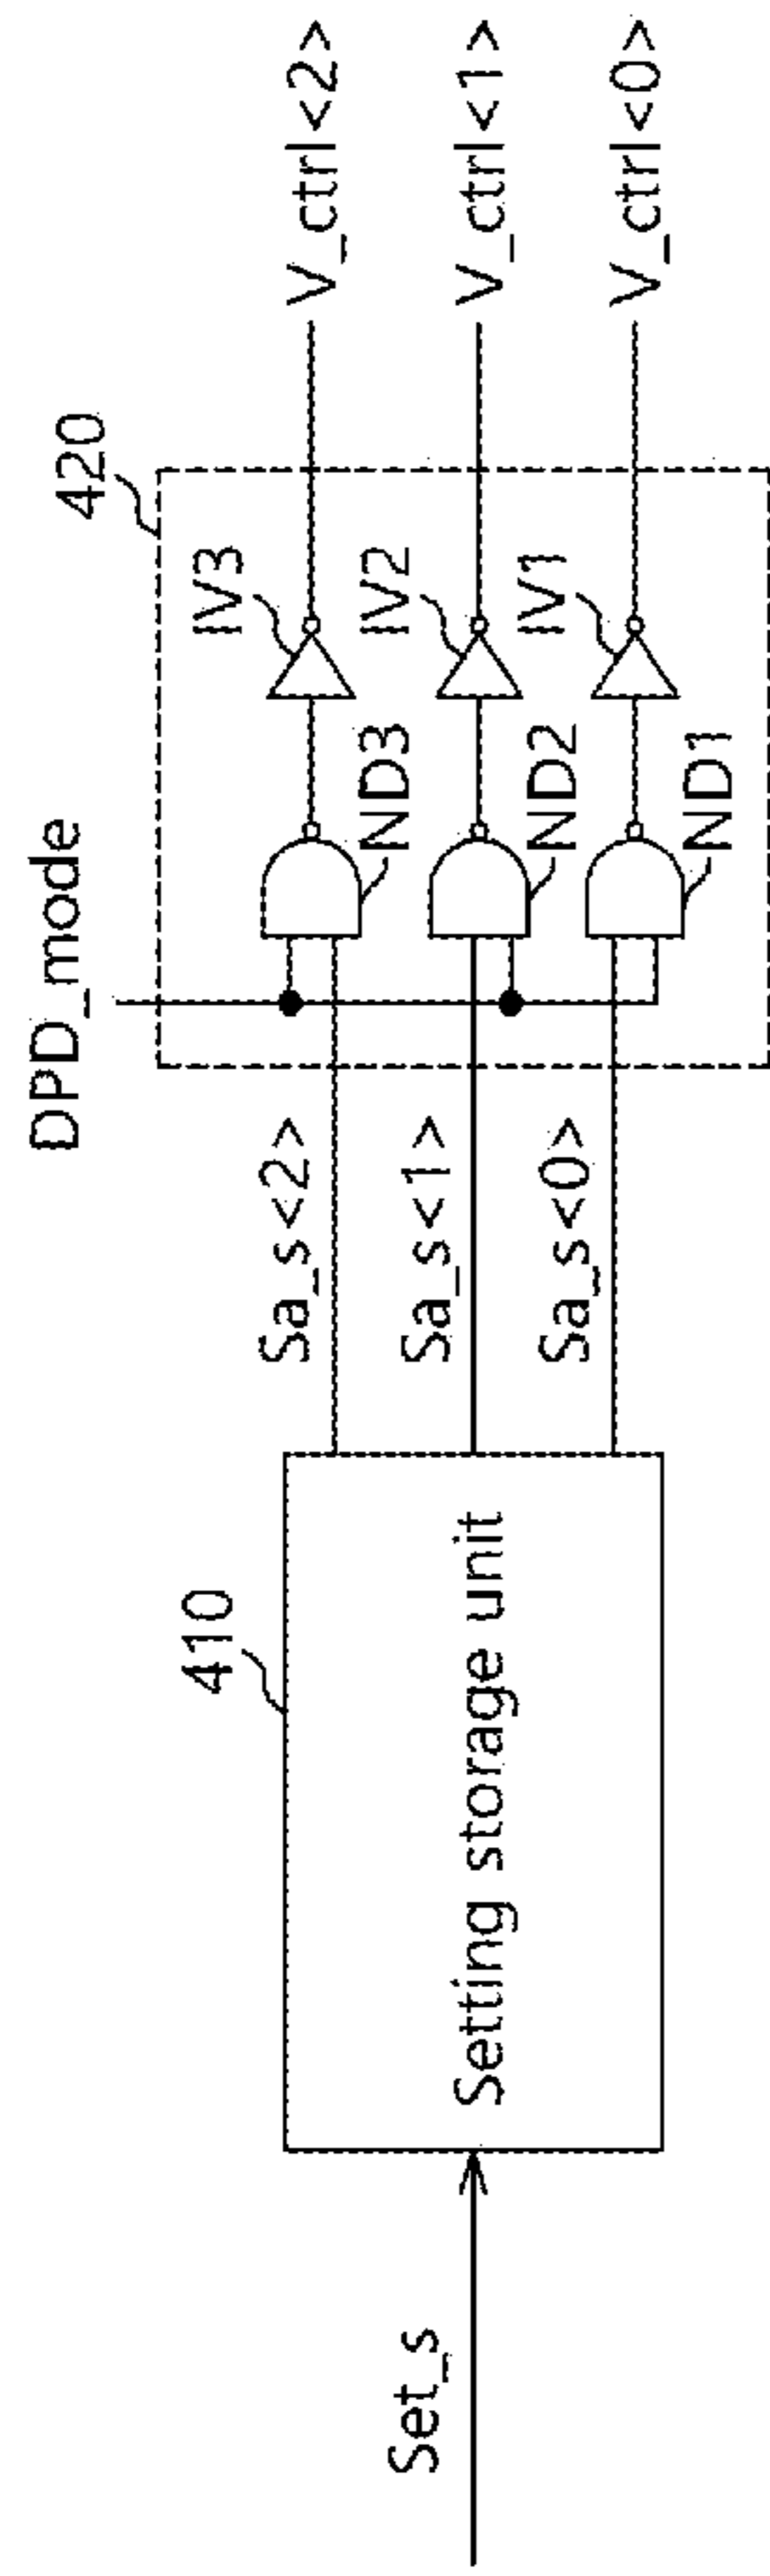 DPD_mode
420
IV3
V_ctrl<2>
Sa_s<2>
ND3
410
IV2
V_ctrl<1>
Set_s
Setting storage unit
Sa_s<1>
ND2
IV1
V_ctrl<0>
Sa_s<0>
ND1